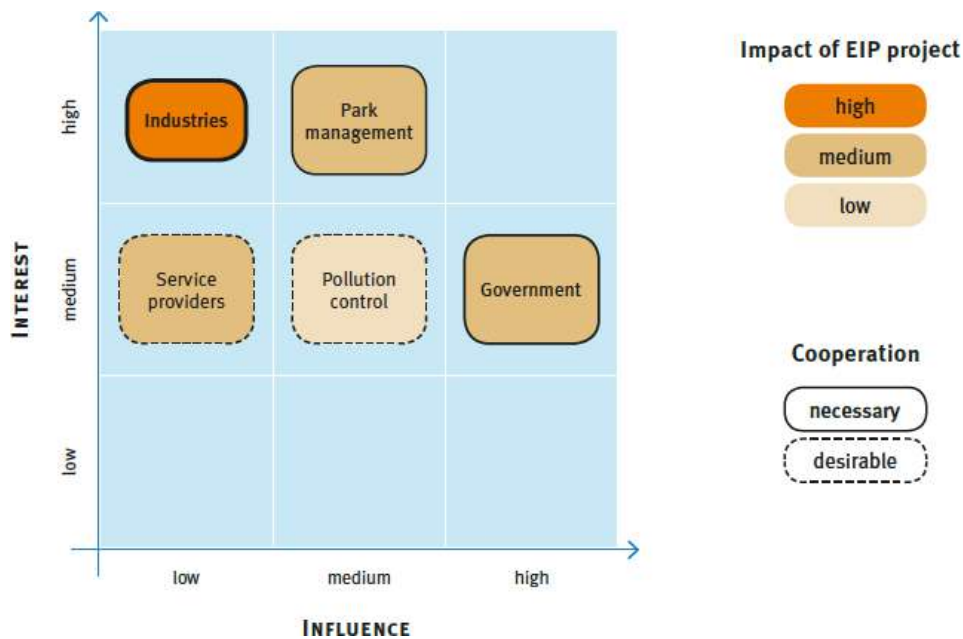 Impact of EIP project
high
medium
low
INTEREST
high
medium
low
Industries
Park
management
Service
providers
Pollution
control
Government
Cooperation
necessary
desirable
low
medium
high
INFLUENCE